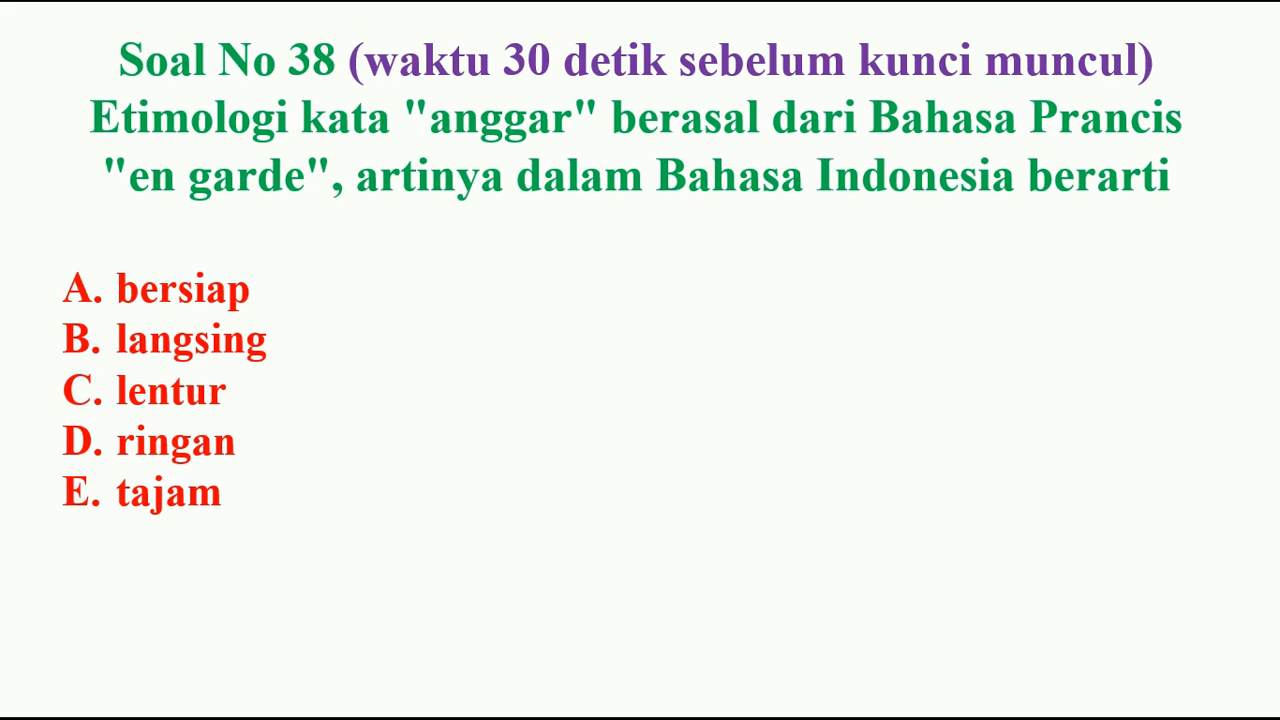 Soal No 38 (waktu 30 detik sebelum kunci muncul)
Etimologi kata "anggar" berasal dari Bahasa Prancis
"en garde", artinya dalam Bahasa Indonesia berarti
A. bersiap
B. langsing
C. lentur
D. ringan
E. tajam